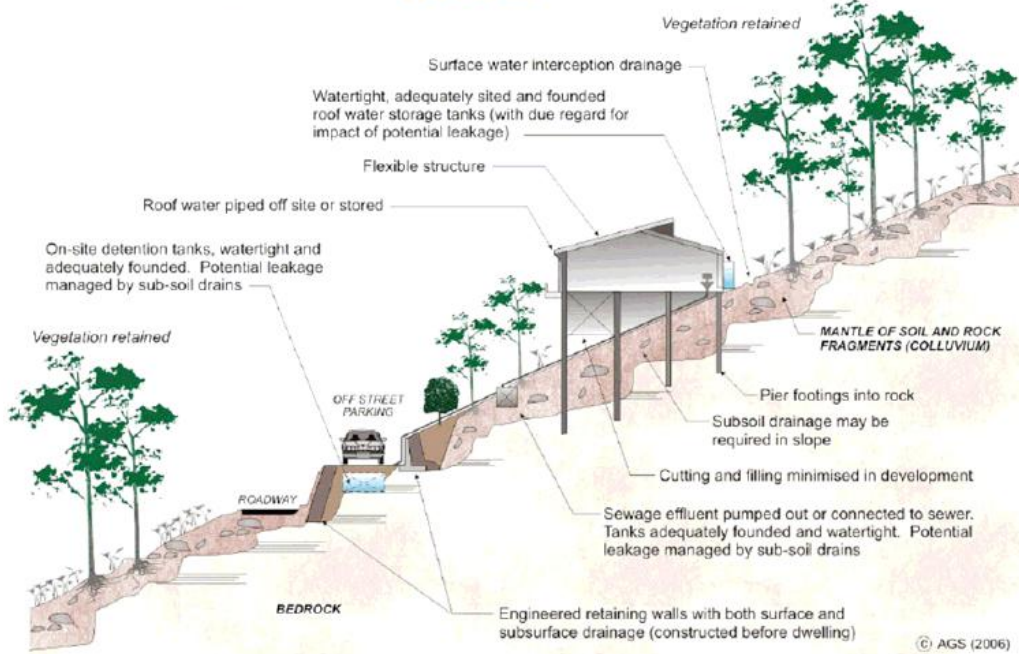 Vegetation retained
Surface water interception drainage
Watertight, adequately sited and founded
roof water storage tanks (with due regard for
impact of potential leakage)
Flexible structure
Roof water piped off site or stored
On-site detention tanks, watertight and
adequately founded. Potential leakage
managed by sub-soil drains
Vegetation retained
MANTLE OF SOIL AND ROCK
FRAGMENTS (COLLUVIUM)
OFF STREET
PARKING
Pier footings into rock
Subsoil drainage may be
required in slope
Cutting and filling minimised in development
ROADWAY
Sewage effluent pumped out or connected to sewer.
Tanks adequately founded and watertight. Potential
leakage managed by sub-soil drains
BEDROCK
Engineered retaining walls with both surface and
subsurface drainage (constructed before dwelling)
© AGS (2006)